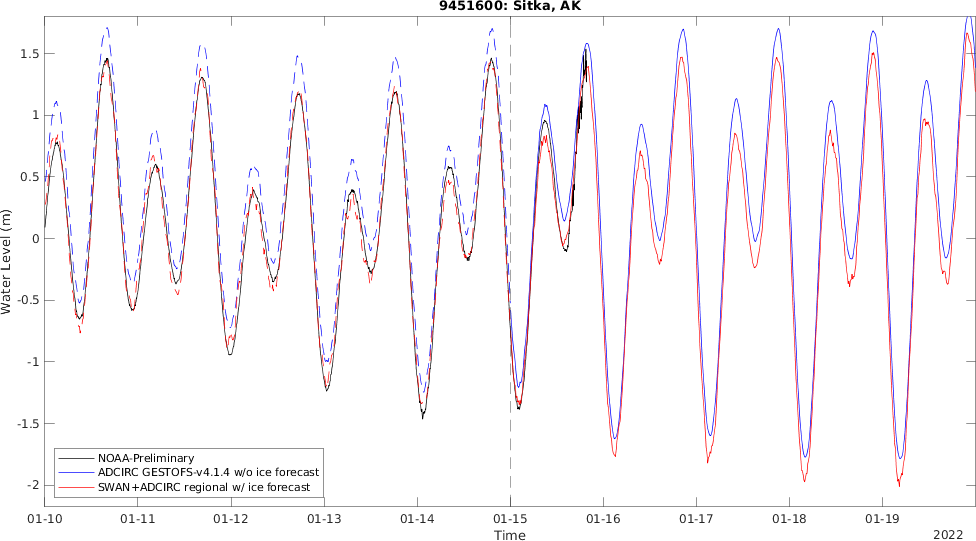 9451600: Sitka, AK
1.5
1
0.5
0
-0.5
-1
-1.5
-2
Water Level (m)
NOAA-Preliminary
ADCIRC GESTOFS-v4.1.4 w/o ice forecast
SWAN+ADCIRC regional w/ ice forecast
01-10 01-11 01-12 01-13 01-14 01-15 01-16 01-17 01-18 01-19
Time
2022